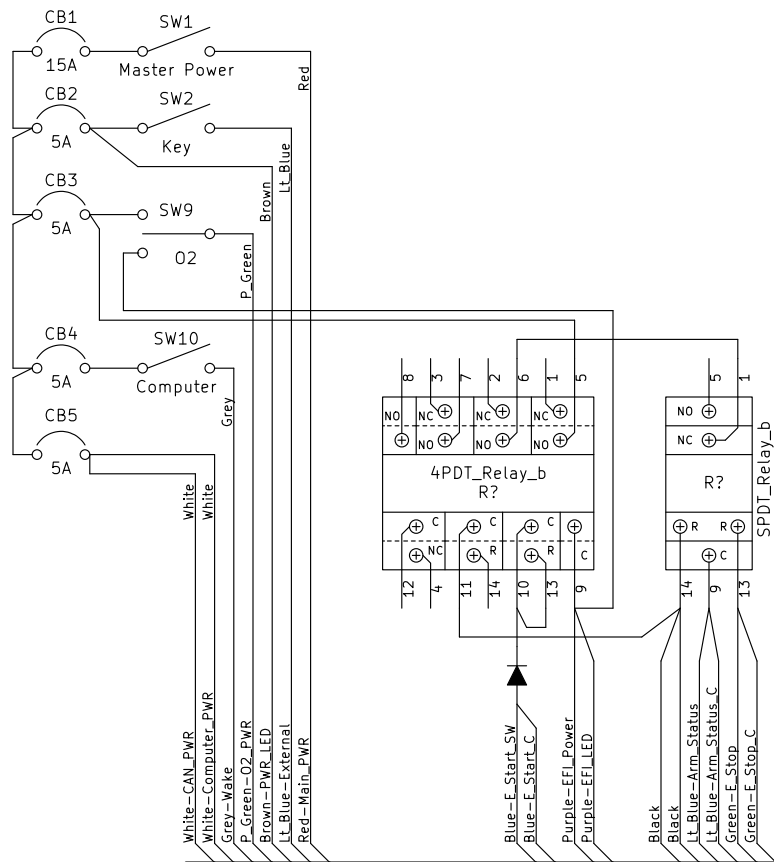 CB1
SW1
15A
Master Power
CB2
SW2
5A
Key
CB3
SW9
5A
O2
CB4
SW10
5A
Computer
CB5
5A
Red
Lt_Blue
Brown
P_Green
Grey
White
White
8
3
7
2
6
1
5
NO
NC
NC
NC
NO
NO
NO
4PDT_Relay_b
R?
C
C
C
NC
R
R
C
12
4
11
14
10
13
9
5
1
NO
NC
R?
SPDT_Relay_b
R
R
C
14
9
13
White-CAN_PWR
White-Computer_PWR
Grey-Wake
P_Green-O2_PWR
Brown-PWR_LED
Lt_Blue-External
Red-Main_PWR
Blue-E_Start_SW
Blue-E_Start_C
Purple-EFI_Power
Purple-EFI_LED
Black
Black
Lt_Blue-Arm_Status
Lt_Blue-Arm_Status_C
Green-E_Stop
Green-E_Stop_C